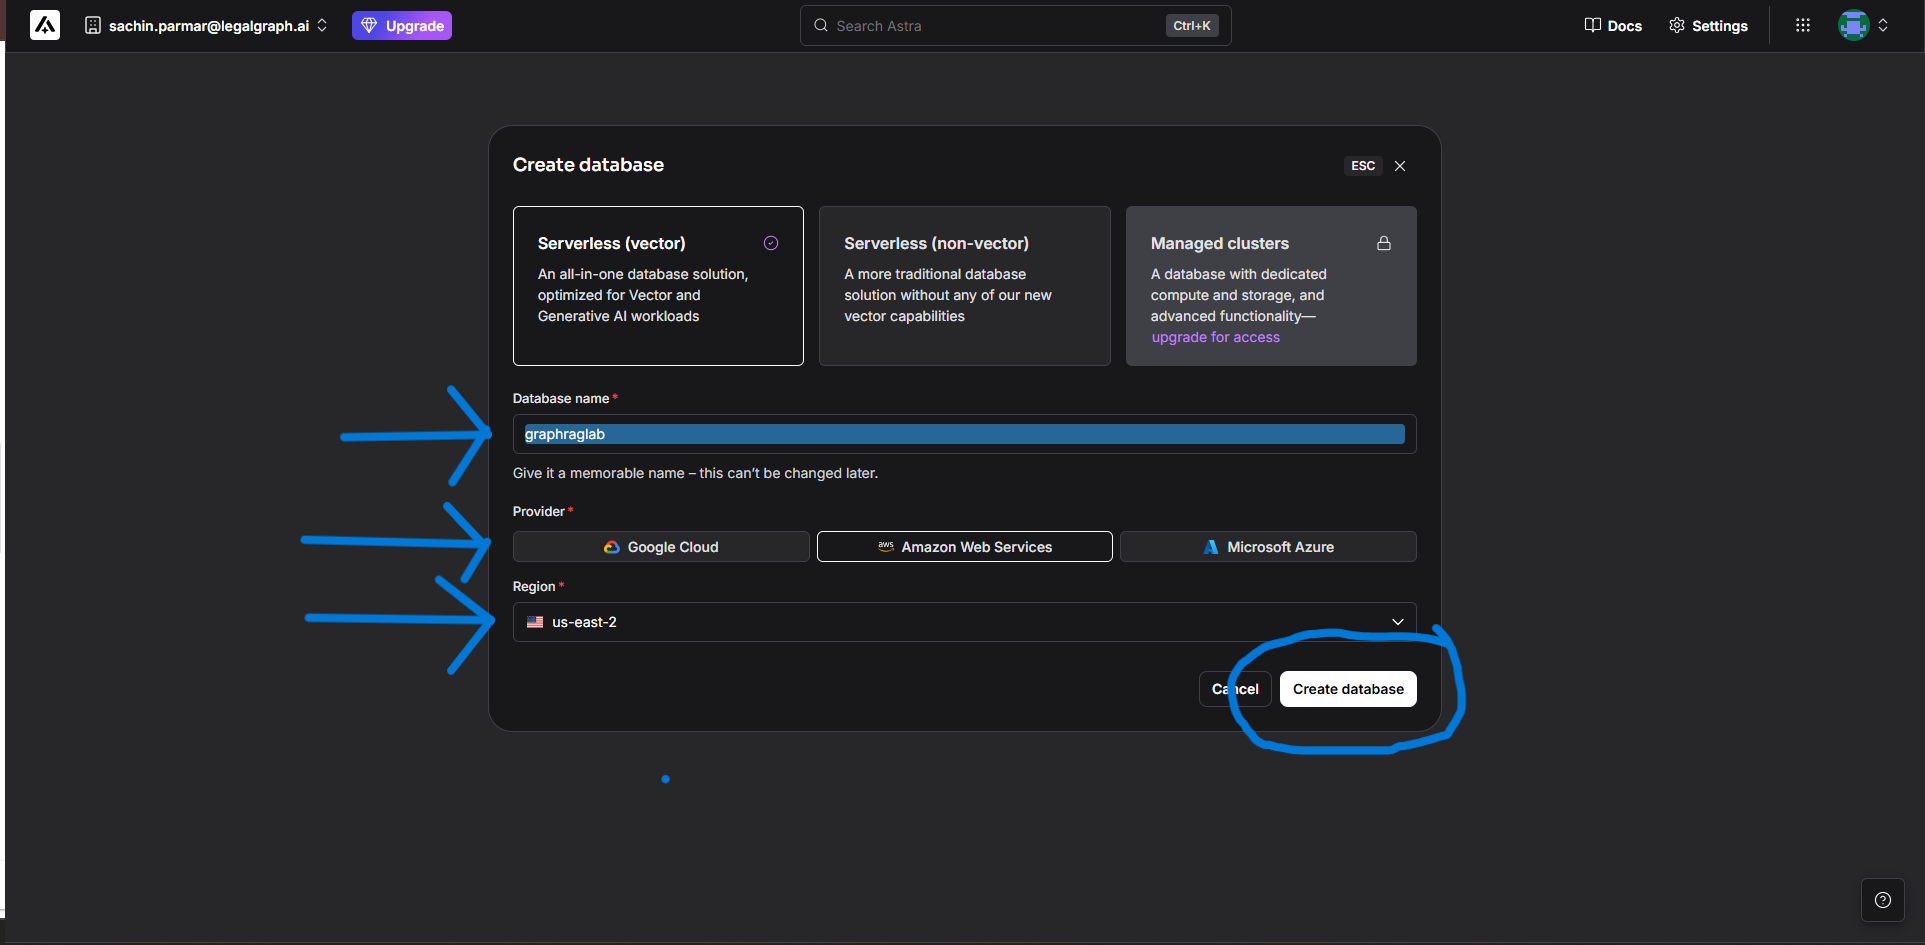 sachin.parmar@legalgraph.ai
Upgrade
Search Astra
Ctrl+K
Docs
Settings
Create database
ESC
Serverless (vector)
An all-in-one database solution,
optimized for Vector and
Generative AI workloads
Serverless (non-vector)
A more traditional database
solution without any of our new
vector capabilities
Managed clusters
A database with dedicated
compute and storage, and
advanced functionality—
upgrade for access
Database name*
graphraglab
Give it a memorable name – this can’t be changed later.
Provider*
Google Cloud
aws Amazon Web Services
Microsoft Azure
Region*
us-east-2
Cancel
Create database